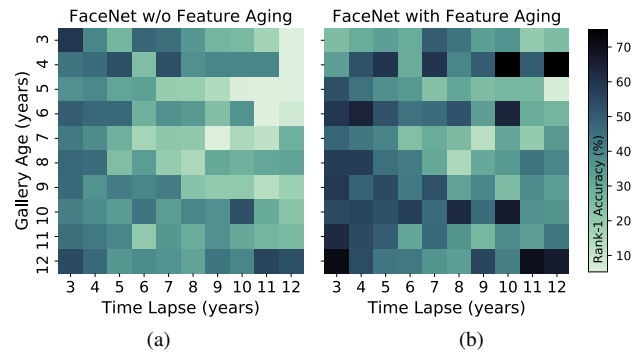 FaceNet w/o Feature Aging
FaceNet with Feature Aging
Gallery Age (years)
3
4
5
6
7
8
9
10
11
12
3 4 5 6 7 8 9 10 11 12
Time Lapse (years)
3 4 5 6 7 8 9 10 11 12
Time Lapse (years)
70
60
50
40
30
20
10
Rank-1 Accuracy (%)
(a)
(b)